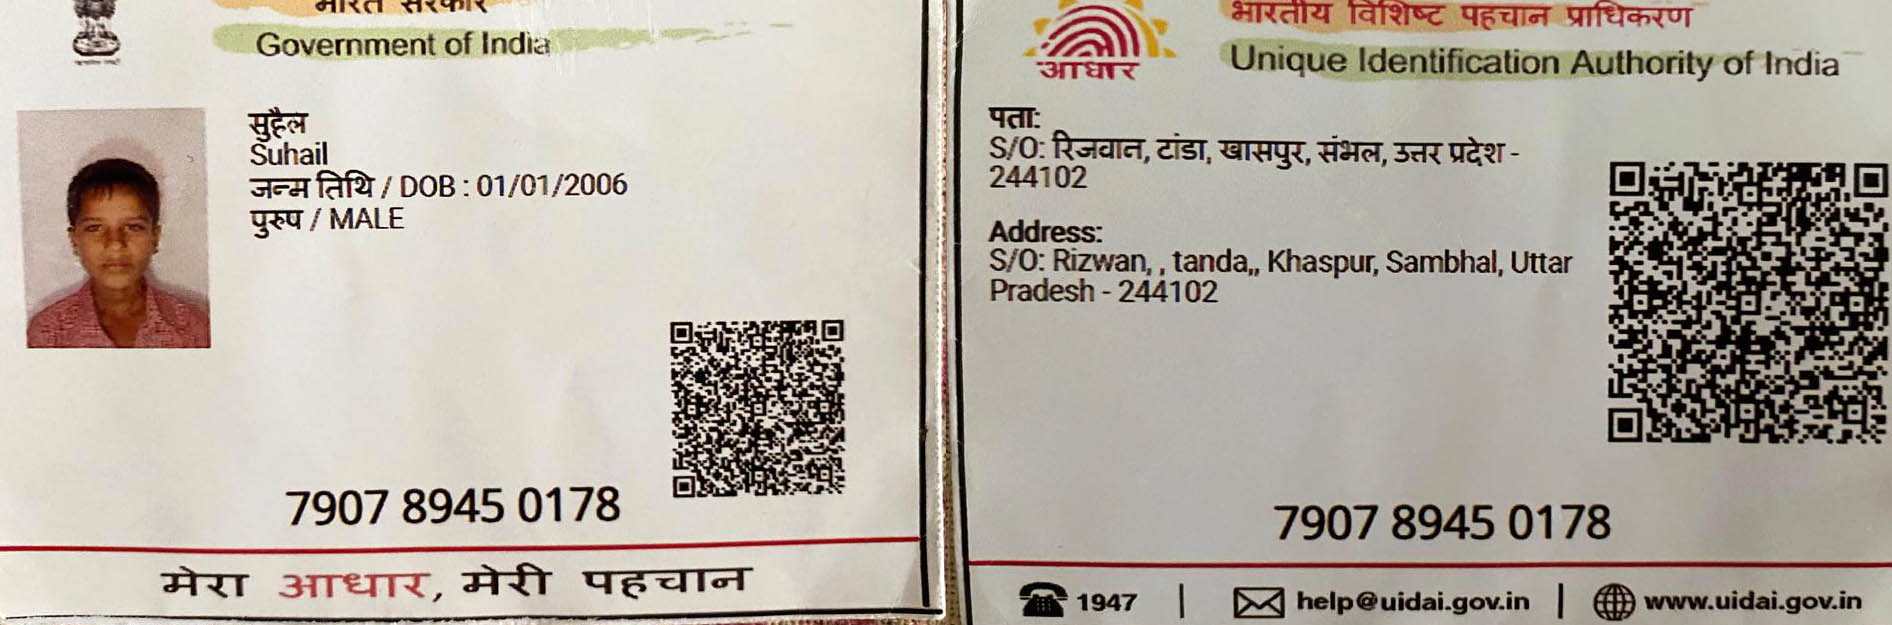 भारत सरकार
Government of India
सुहैल
Suhail
जन्म तिथि / DOB : 01/01/2006
पुरुष / MALE
7907 8945 0178
मेरा आधार, मेरी पहचान
भारतीय विशिष्ट पहचान प्राधिकरण
Unique Identification Authority of India
आधार
पता:
S/O: रिजवान, टांडा, खासपुर, संभल, उत्तर प्रदेश -
244102
Address:
S/O: Rizwan, , tanda,, Khaspur, Sambhal, Uttar
Pradesh - 244102
7907 8945 0178
1947 | help@uidai.gov.in | www.uidai.gov.in